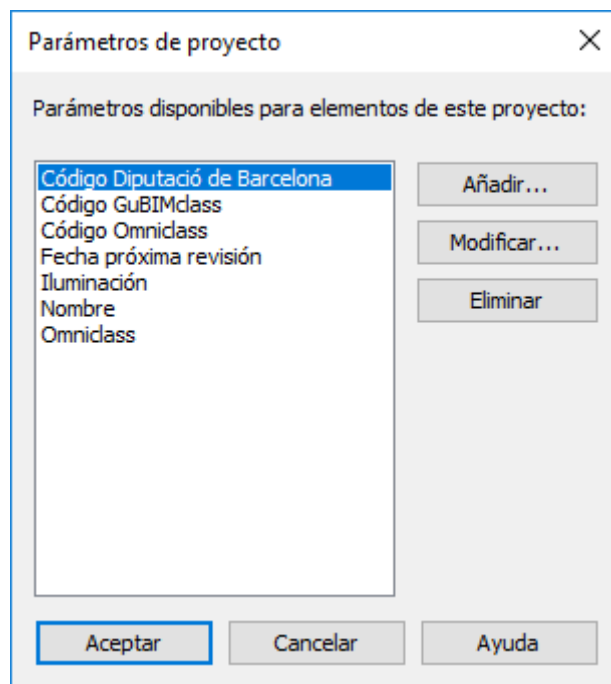 Parámetros de proyecto
Parámetros disponibles para elementos de este proyecto:
Código Diputació de Barcelona
Código GuBIMclass
Código Omniclass
Fecha próxima revisión
Iluminación
Nombre
Omniclass
Añadir...
Modificar...
Eliminar
Aceptar
Cancelar
Ayuda